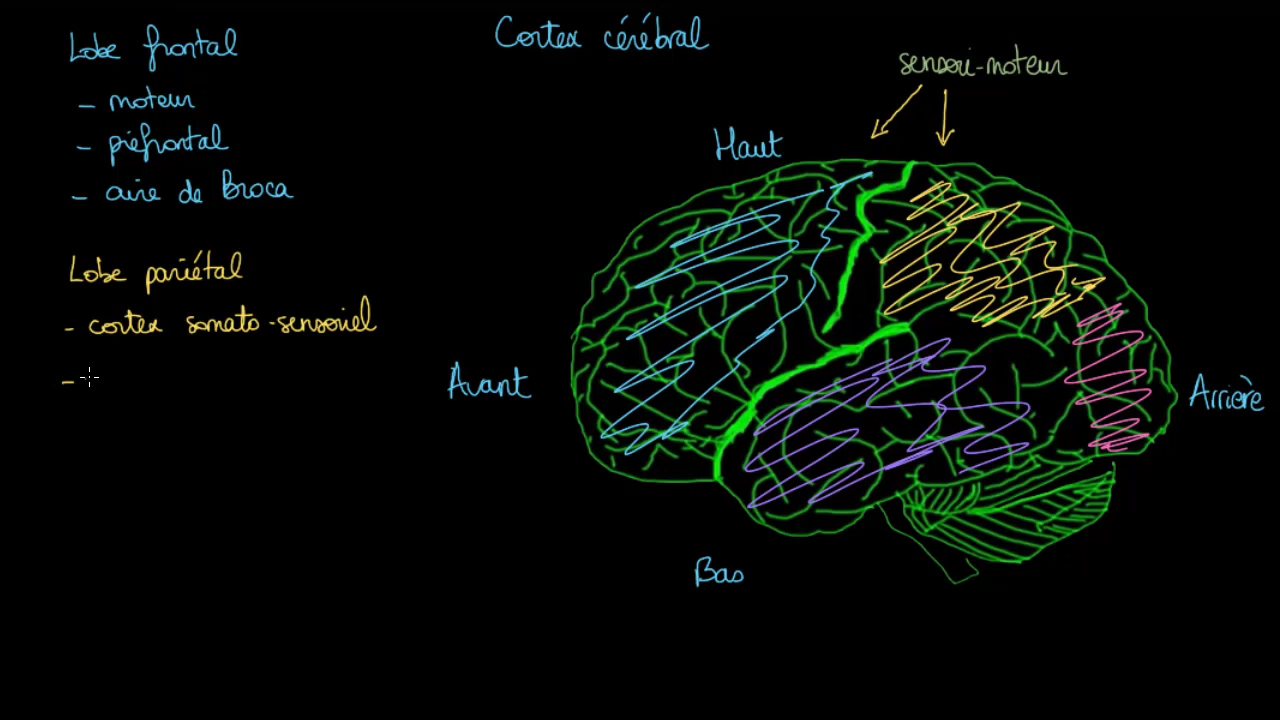 Lobe frontal
- moteur
- préfrontal
- aire de Broca
Lobe pariétal
- cortex somato-sensoriel
-
Cortex cérébral
sensori-moteur
Haut
Avant
Arrière
Bas